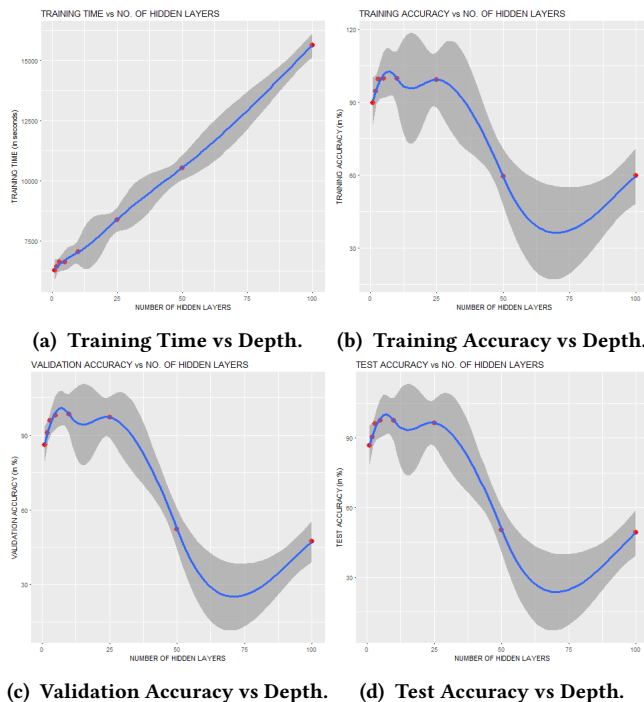 TRAINING TIME vs NO. OF HIDDEN LAYERS
TRAINING TIME (in seconds)
15000
12500
10000
7500
0 25 50 75 100
NUMBER OF HIDDEN LAYERS
(a) Training Time vs Depth.
TRAINING ACCURACY vs NO. OF HIDDEN LAYERS
TRAINING ACCURACY (in %)
120
90
60
30
0 25 50 75 100
NUMBER OF HIDDEN LAYERS
(b) Training Accuracy vs Depth.
VALIDATION ACCURACY vs NO. OF HIDDEN LAYERS
VALIDATION ACCURACY (in %)
90
60
30
0 25 50 75 100
NUMBER OF HIDDEN LAYERS
(c) Validation Accuracy vs Depth.
TEST ACCURACY vs NO. OF HIDDEN LAYERS
TEST ACCURACY (in %)
90
60
30
0 25 50 75 100
NUMBER OF HIDDEN LAYERS
(d) Test Accuracy vs Depth.